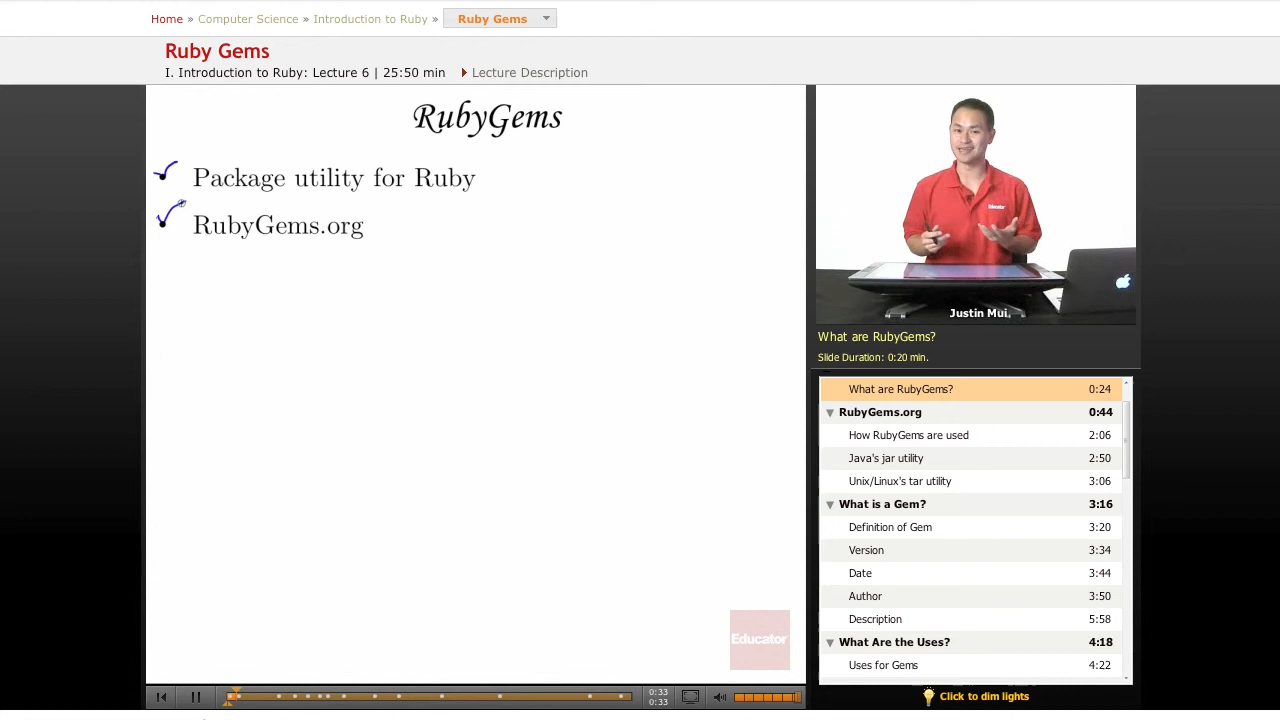 Home » Computer Science » Introduction to Ruby » Ruby Gems
Ruby Gems
I. Introduction to Ruby: Lecture 6 | 25:50 min Lecture Description
RubyGems
Package utility for Ruby
RubyGems.org
Educator
Educator
Justin Mui
What are RubyGems?
Slide Duration: 0:20 min.
What are RubyGems? 0:24
RubyGems.org 0:44
How RubyGems are used 2:06
Java's jar utility 2:50
Unix/Linux's tar utility 3:06
What is a Gem? 3:16
Definition of Gem 3:20
Version 3:34
Date 3:44
Author 3:50
Description 5:58
What Are the Uses? 4:18
Uses for Gems 4:22
0:33
0:33
Click to dim lights